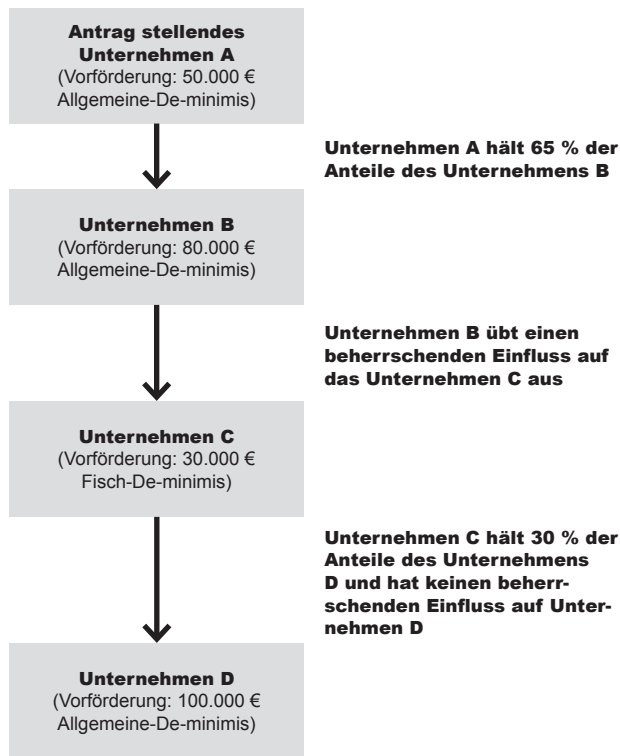 Antrag stellendes
Unternehmen A
(Vorförderung: 50.000 €
Allgemeine-De-minimis)
Unternehmen A hält 65 % der
Anteile des Unternehmens B
Unternehmen B
(Vorförderung: 80.000 €
Allgemeine-De-minimis)
Unternehmen B übt einen
beherrschenden Einfluss auf
das Unternehmen C aus
Unternehmen C
(Vorförderung: 30.000 €
Fisch-De-minimis)
Unternehmen C hält 30 % der
Anteile des Unternehmens
D und hat keinen beherr-
schenden Einfluss auf Unter-
nehmen D
Unternehmen D
(Vorförderung: 100.000 €
Allgemeine-De-minimis)